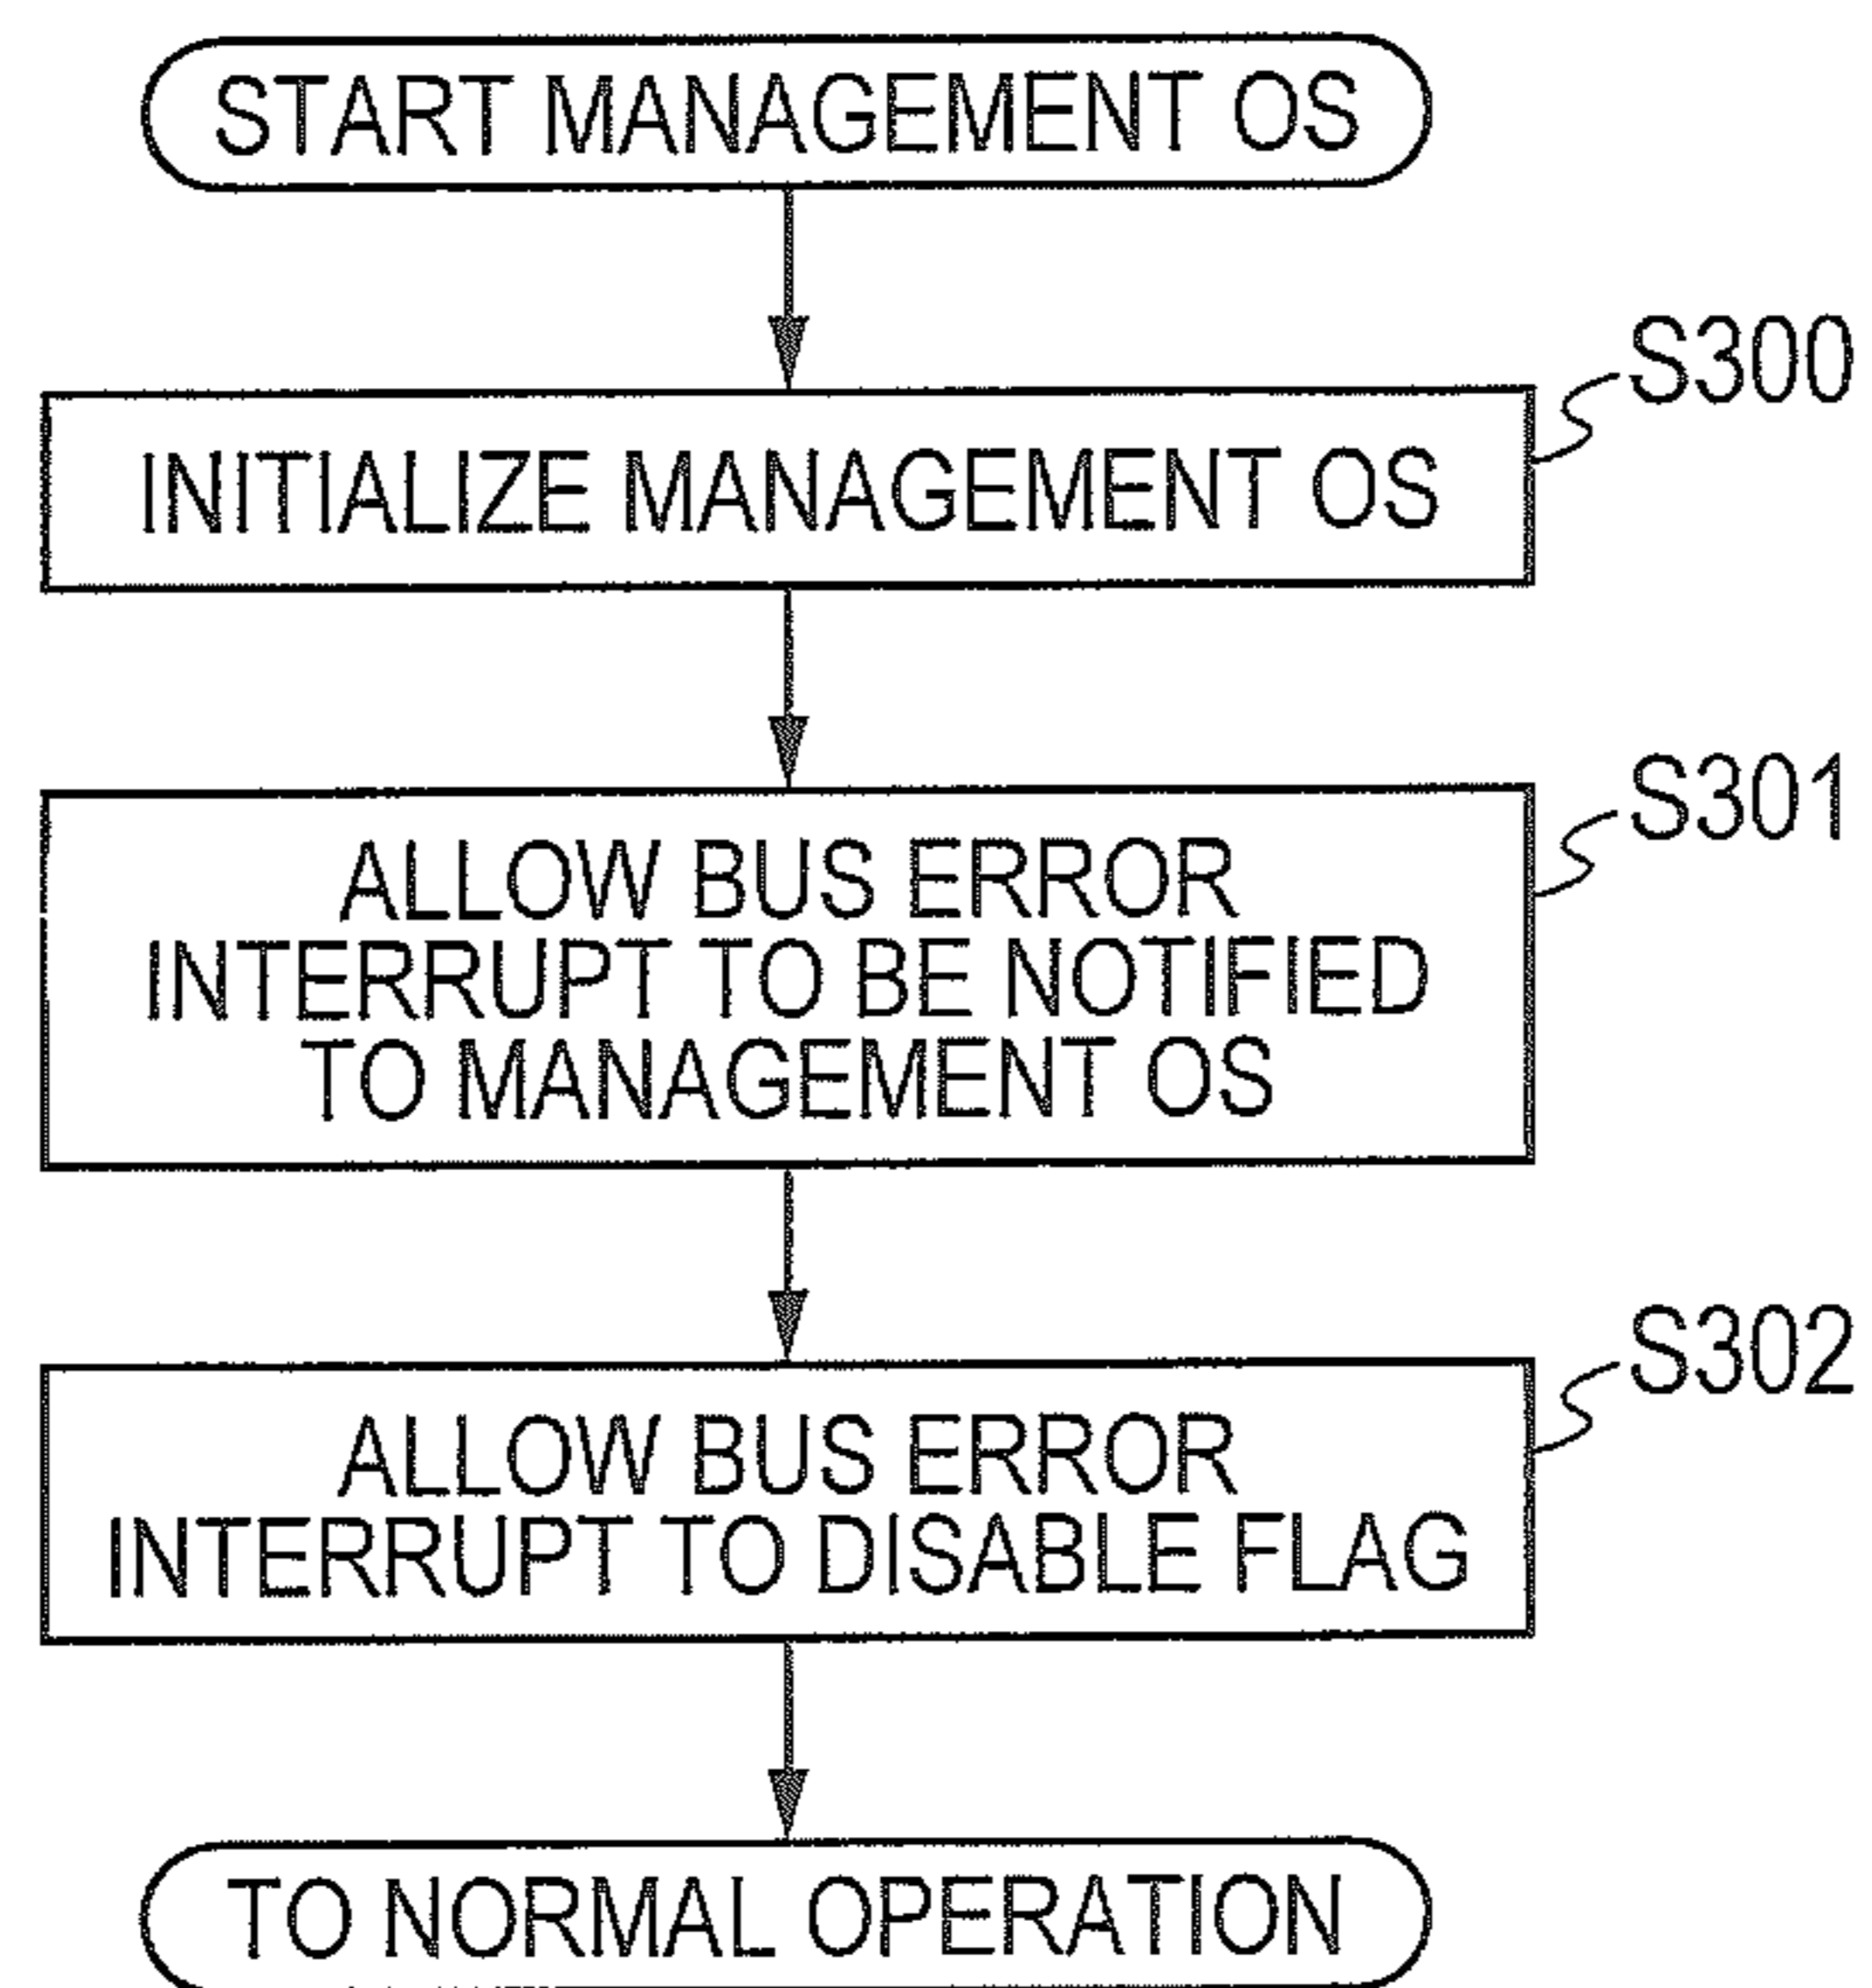 START MANAGEMENT OS
S300
INITIALIZE MANAGEMENT OS
S301
ALLOW BUS ERROR
INTERRUPT TO BE NOTIFIED
TO MANAGEMENT OS
S302
ALLOW BUS ERROR
INTERRUPT TO DISABLE FLAG
TO NORMAL OPERATION